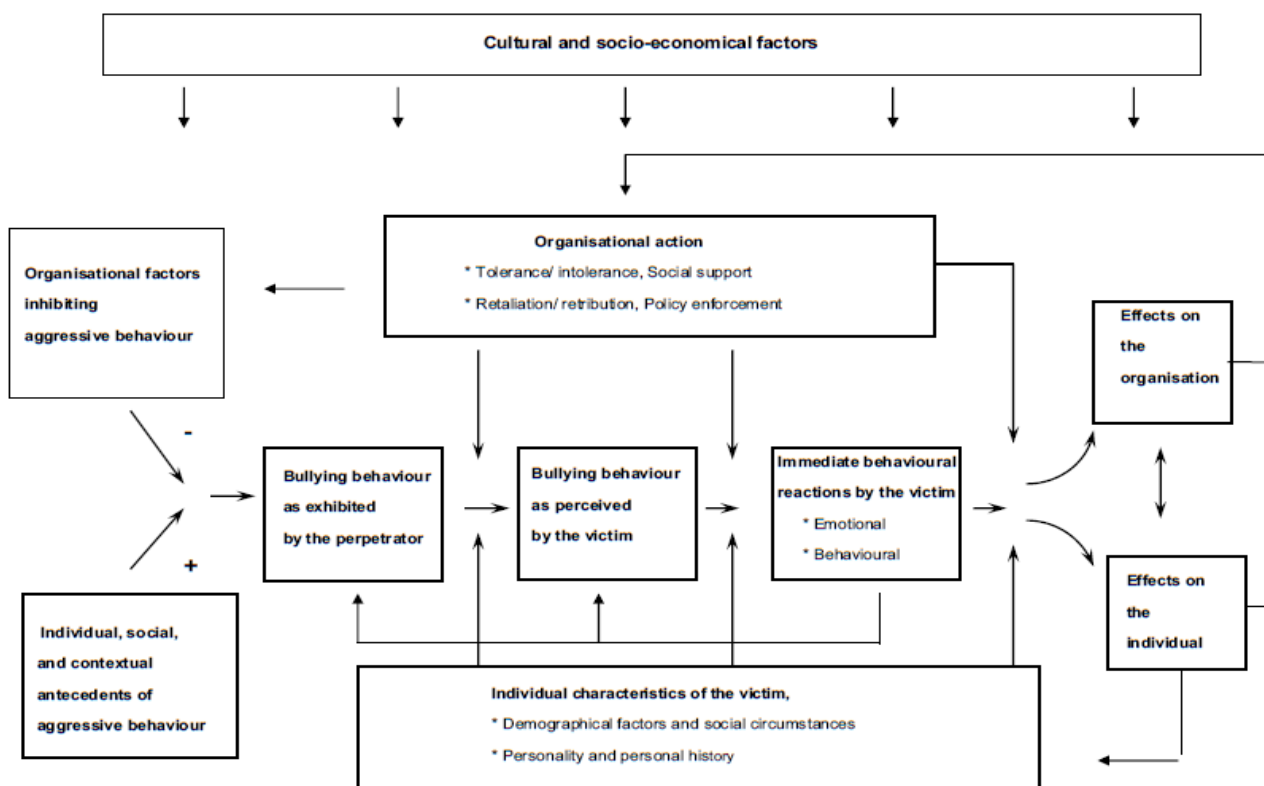 Cultural and socio-economical factors
Organisational action
* Tolerance/ intolerance, Social support
* Retaliation/ retribution, Policy enforcement
Organisational factors
inhibiting
aggressive behaviour
Effects on
the
organisation
-
+
Bullying behaviour
as exhibited
by the perpetrator
Bullying behaviour
as perceived
by the victim
Immediate behavioural
reactions by the victim
* Emotional
* Behavioural
Effects on
the
individual
Individual, social,
and contextual
antecedents of
aggressive behaviour
Individual characteristics of the victim,
* Demographical factors and social circumstances
* Personality and personal history